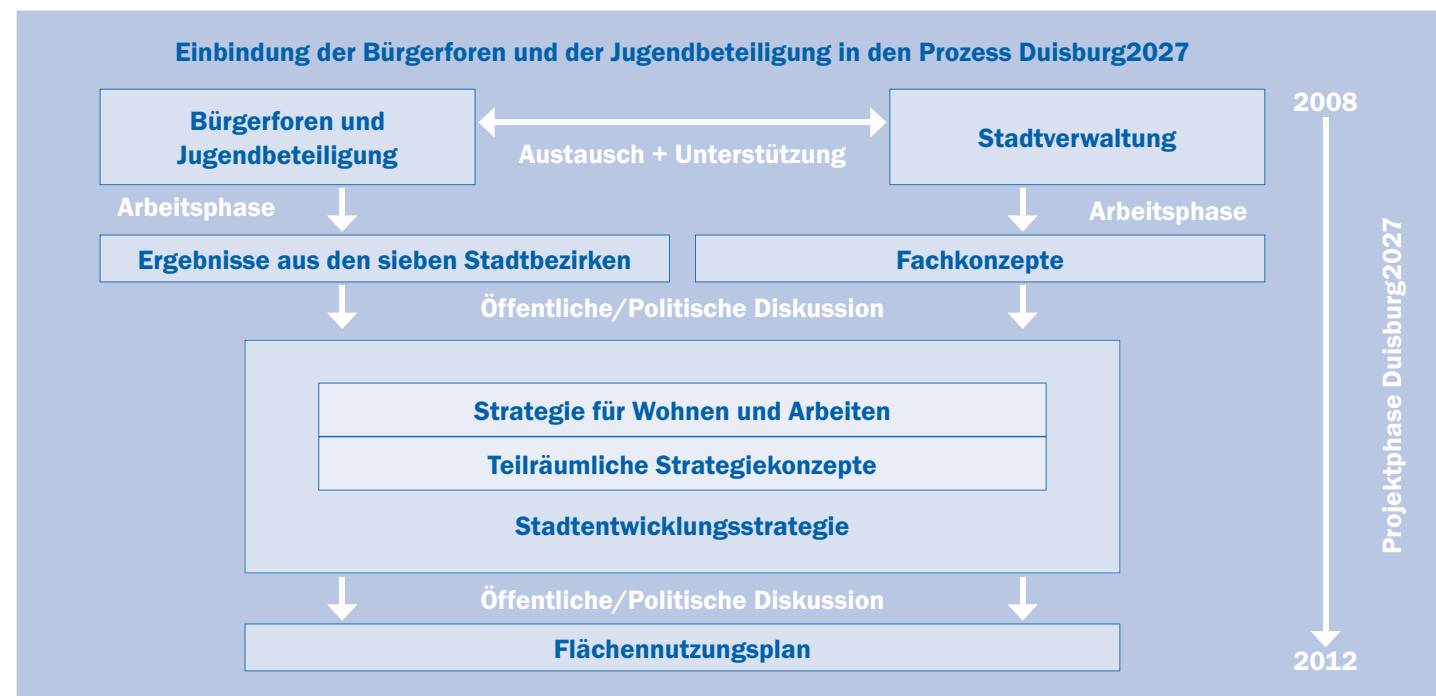 Einbindung der Bürgerforen und der Jugendbeteiligung in den Prozess Duisburg2027
Bürgerforen und
Jugendbeteiligung
Austausch + Unterstützung
Stadtverwaltung
2008
Arbeitsphase
Arbeitsphase
Ergebnisse aus den sieben Stadtbezirken
Fachkonzepte
Öffentliche/Politische Diskussion
Strategie für Wohnen und Arbeiten
Teilräumliche Strategiekonzepte
Stadtentwicklungsstrategie
Öffentliche/Politische Diskussion
Flächennutzungsplan
Projektphase Duisburg2027
2012